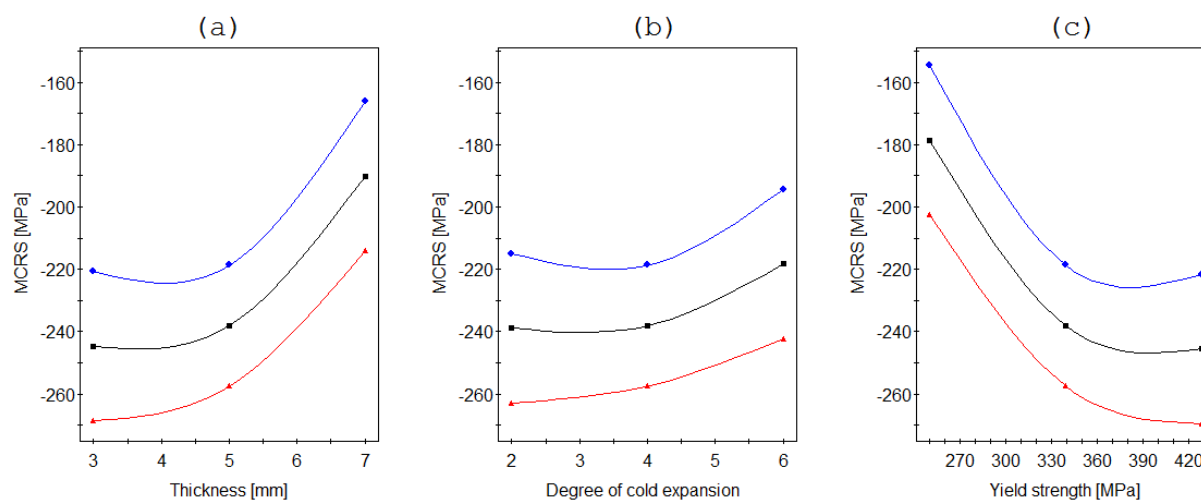 (a)
MCRS [MPa]
-160
-180
-200
-220
-240
-260
3 4 5 6 7
Thickness [mm]
(b)
MCRS [MPa]
-160
-180
-200
-220
-240
-260
2 3 4 5 6
Degree of cold expansion
(c)
MCRS [MPa]
-160
-180
-200
-220
-240
-260
270 300 330 360 390 420
Yield strength [MPa]